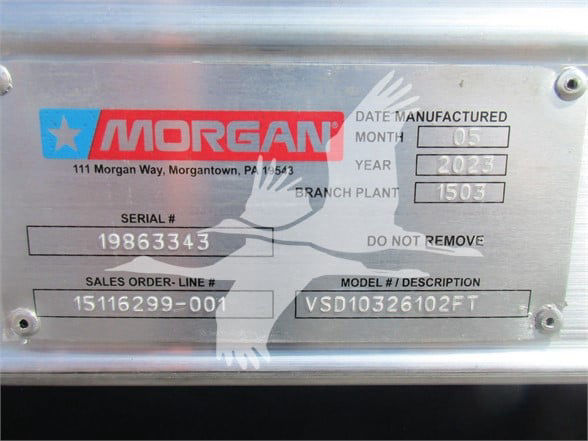 MORGAN®
111 Morgan Way, Morgantown, PA 19543
DATE MANUFACTURED
MONTH 05
YEAR 2023
BRANCH PLANT 1503
SERIAL #
19863343
DO NOT REMOVE
SALES ORDER- LINE #
15116299-001
MODEL # / DESCRIPTION
VSD10326102FT